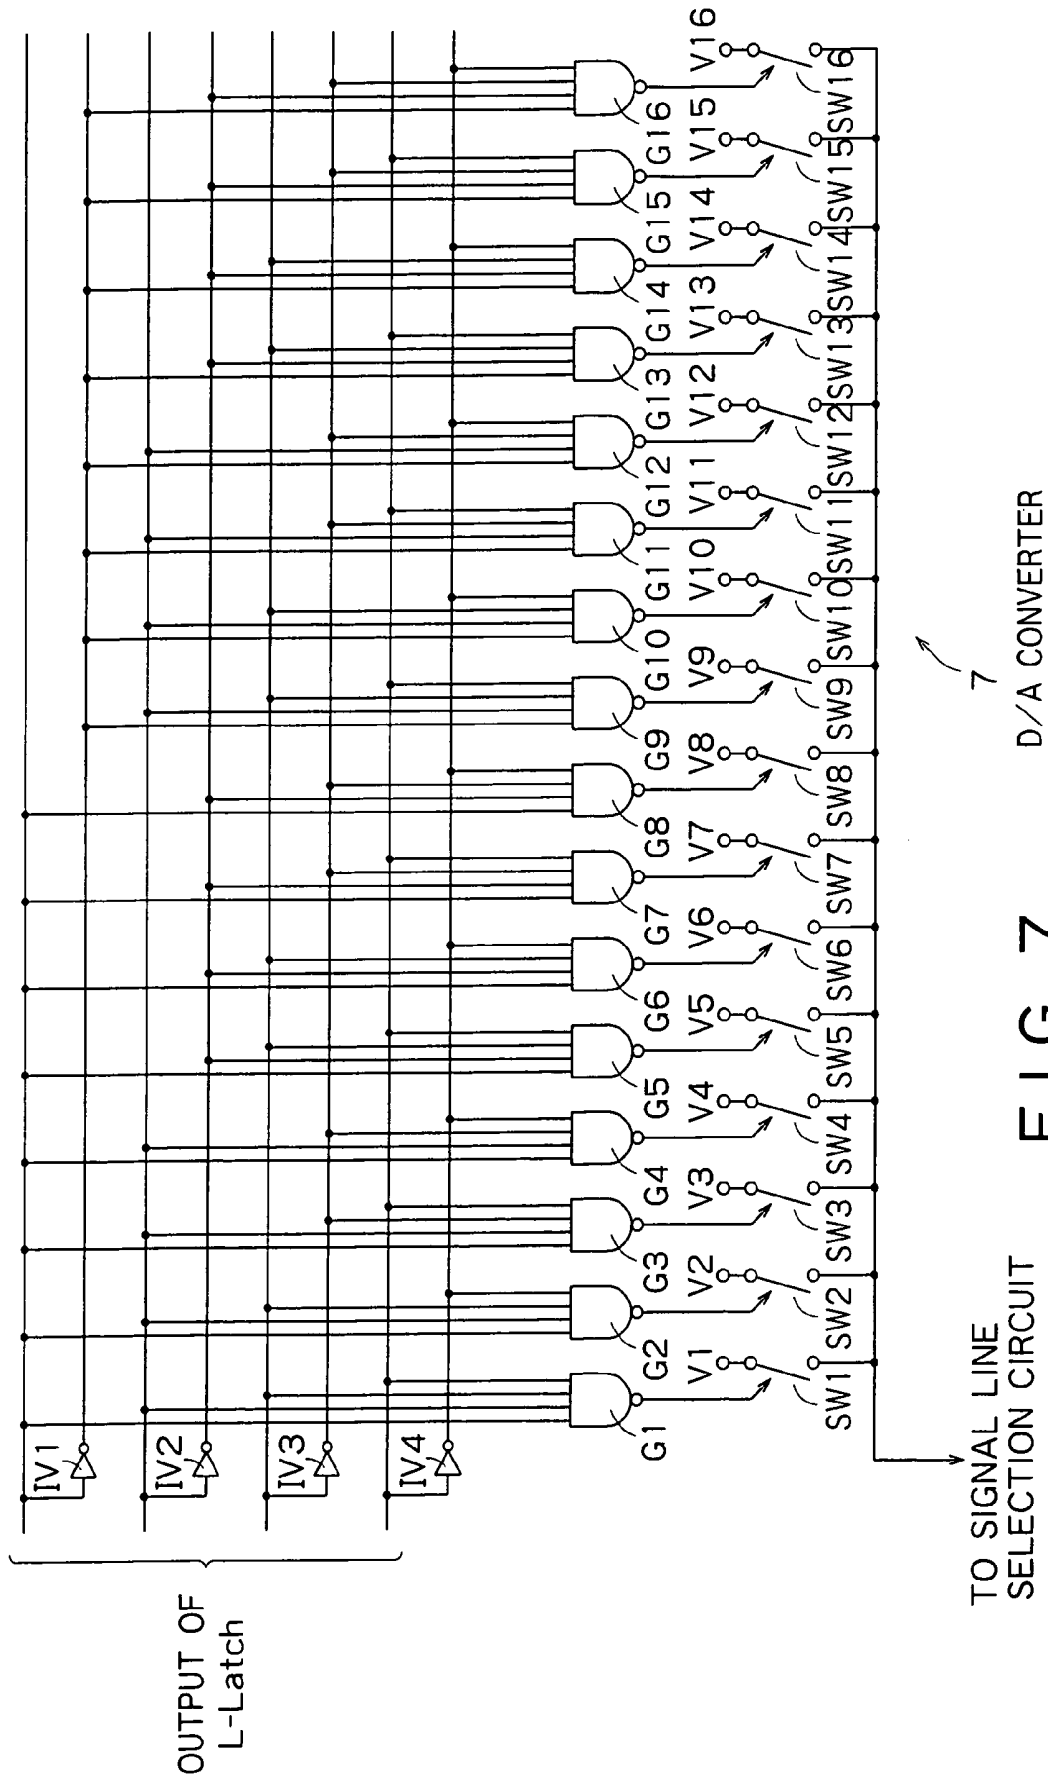 OUTPUT OF
L-Latch
IV1
IV2
IV3
IV4
G1
G2
G3
G4
G5
G6
G7
G8
G9
G10
G11
G12
G13
G14
G15
G16
V1
V2
V3
V4
V5
V6
V7
V8
V9
V10
V11
V12
V13
V14
V15
V16
SW1
SW2
SW3
SW4
SW5
SW6
SW7
SW8
SW9
SW10
SW11
SW12
SW13
SW14
SW15
SW16
TO SIGNAL LINE
SELECTION CIRCUIT
7
D/A CONVERTER
FIG 7